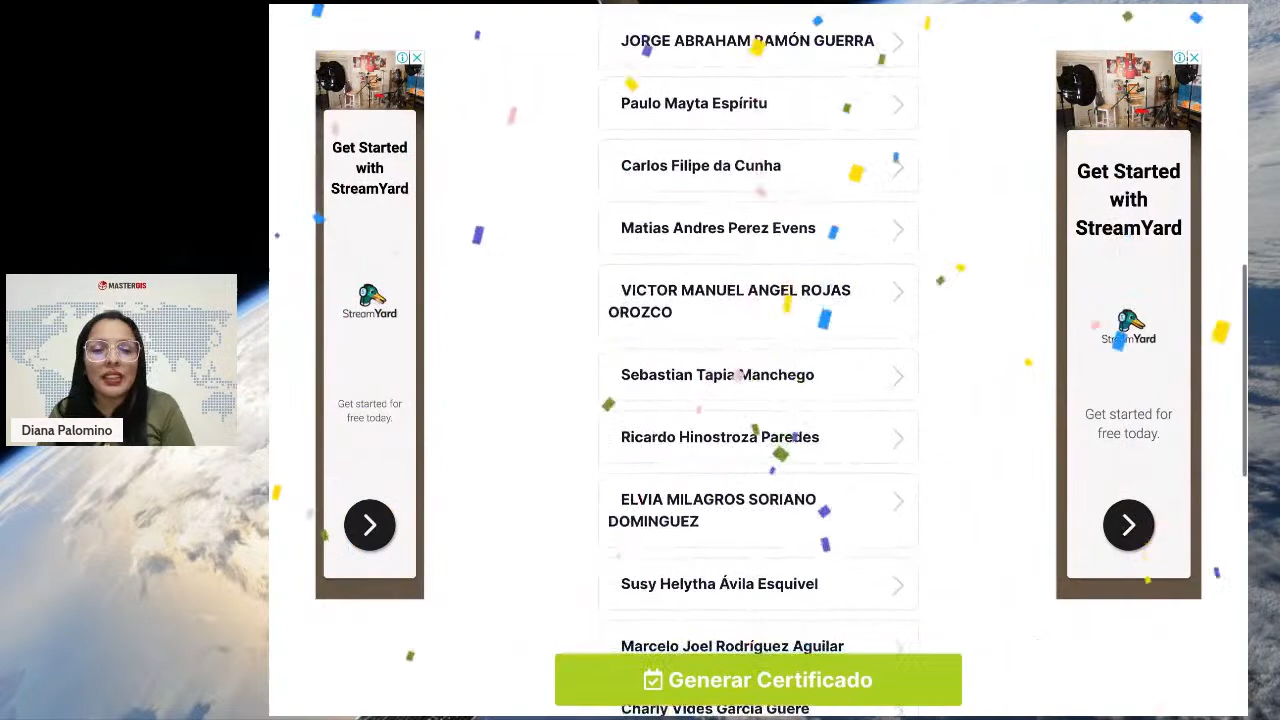 MASTERGIS
Diana Palomino
Get Started
with
StreamYard
StreamYard
Get started for
free today.
JORGE ABRAHAM RAMÓN GUERRA
Paulo Mayta Espíritu
Carlos Filipe da Cunha
Matias Andres Perez Evens
VICTOR MANUEL ANGEL ROJAS
OROZCO
Sebastian Tapia Manchego
Ricardo Hinostroza Paredes
ELVIA MILAGROS SORIANO
DOMINGUEZ
Susy Helytha Ávila Esquivel
Marcelo Joel Rodríguez Aguilar
Generar Certificado
Charly Vides Garcia Guere
Get Started
with
StreamYard
StreamYard
Get started for
free today.